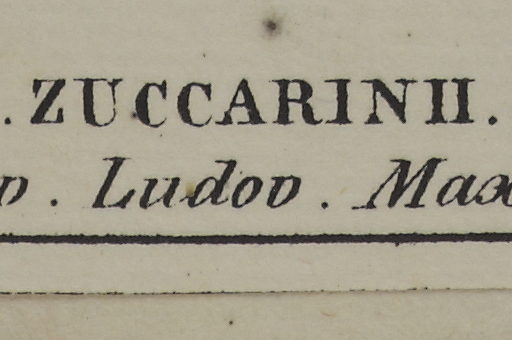 . ZUCCARINII.
. Ludov. Max